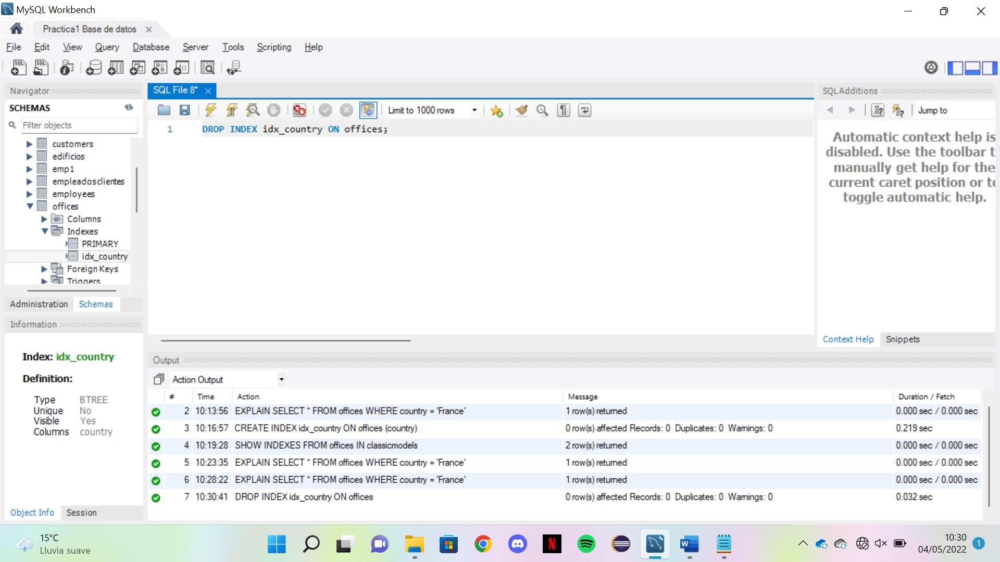 MySQL Workbench
Practica1 Base de datos
File Edit View Query Database Server Tools Scripting Help
Navigator
SCHEMAS
Filter objects
customers
edificios
emp1
empleadosclientes
employees
offices
Columns
Indexes
PRIMARY
idx_country
Foreign Keys
Triggers
Administration Schemas
Information
Index: idx_country
Definition:
Type BTREE
Unique No
Visible Yes
Columns country
Object Info Session
SQL File 8*
Limit to 1000 rows
1 DROP INDEX idx_country ON offices;
SQLAdditions
Jump to
Automatic context help is
disabled. Use the toolbar t
manually get help for the
current caret position or to
toggle automatic help.
Context Help Snippets
Output
Action Output
# Time Action Message Duration / Fetch
2 10:13:56 EXPLAIN SELECT * FROM offices WHERE country = 'France' 1 row(s) returned 0.000 sec / 0.000 sec
3 10:16:57 CREATE INDEX idx_country ON offices (country) 0 row(s) affected Records: 0 Duplicates: 0 Warnings: 0 0.219 sec
4 10:19:28 SHOW INDEXES FROM offices IN classicmodels 2 row(s) returned 0.000 sec / 0.000 sec
5 10:23:35 EXPLAIN SELECT * FROM offices WHERE country = 'France' 1 row(s) returned 0.000 sec / 0.000 sec
6 10:28:22 EXPLAIN SELECT * FROM offices WHERE country = 'France' 1 row(s) returned 0.000 sec / 0.000 sec
7 10:30:41 DROP INDEX idx_country ON offices 0 row(s) affected Records: 0 Duplicates: 0 Warnings: 0 0.032 sec
15°C
Lluvia suave
10:30
04/05/2022
1